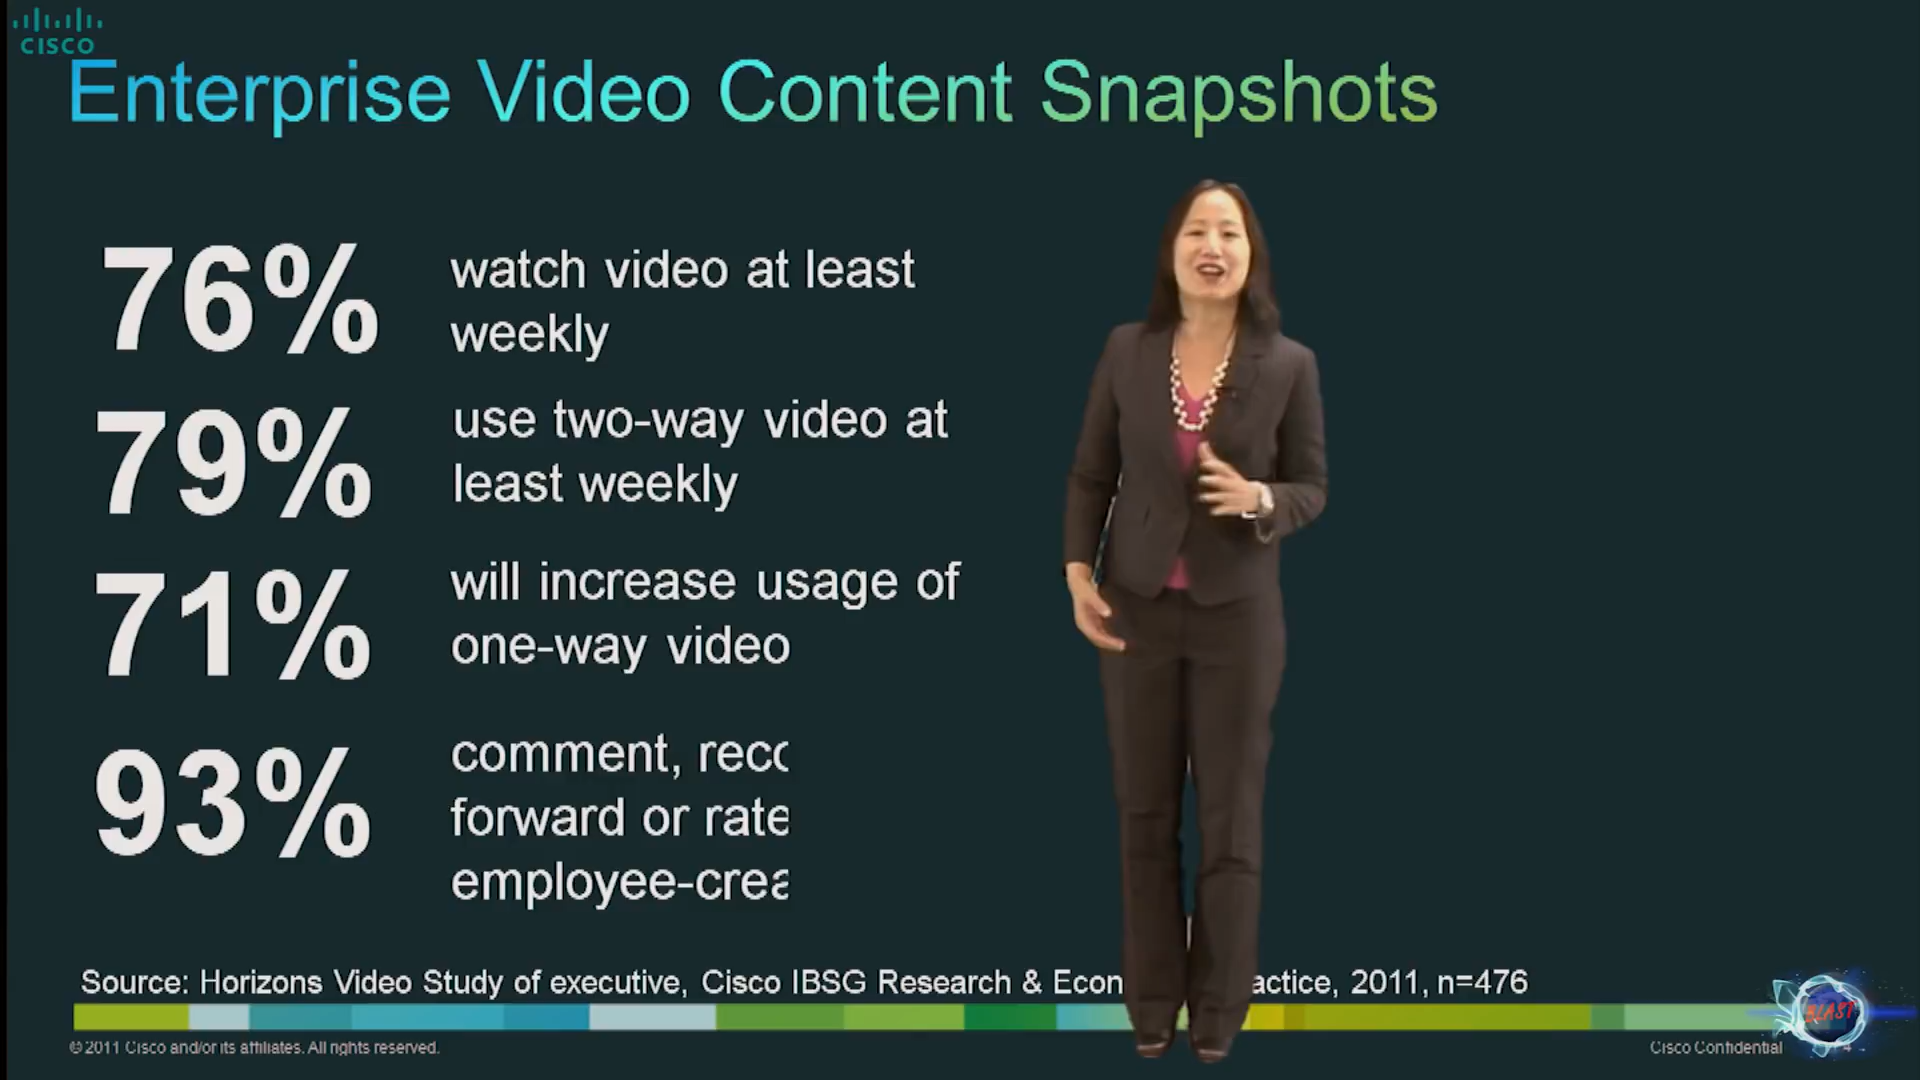 CISCO
Enterprise Video Content Snapshots
76%
watch video at least
weekly
79%
use two-way video at
least weekly
71%
will increase usage of
one-way video
93%
comment,
forward or rate
Source: Horizons Video Study of executive, Cisco IBSG Research & 2011, n=476
© 2011 Cisco and/or its affiliates. All rights reserved.
Cisco Confidential
BLAST